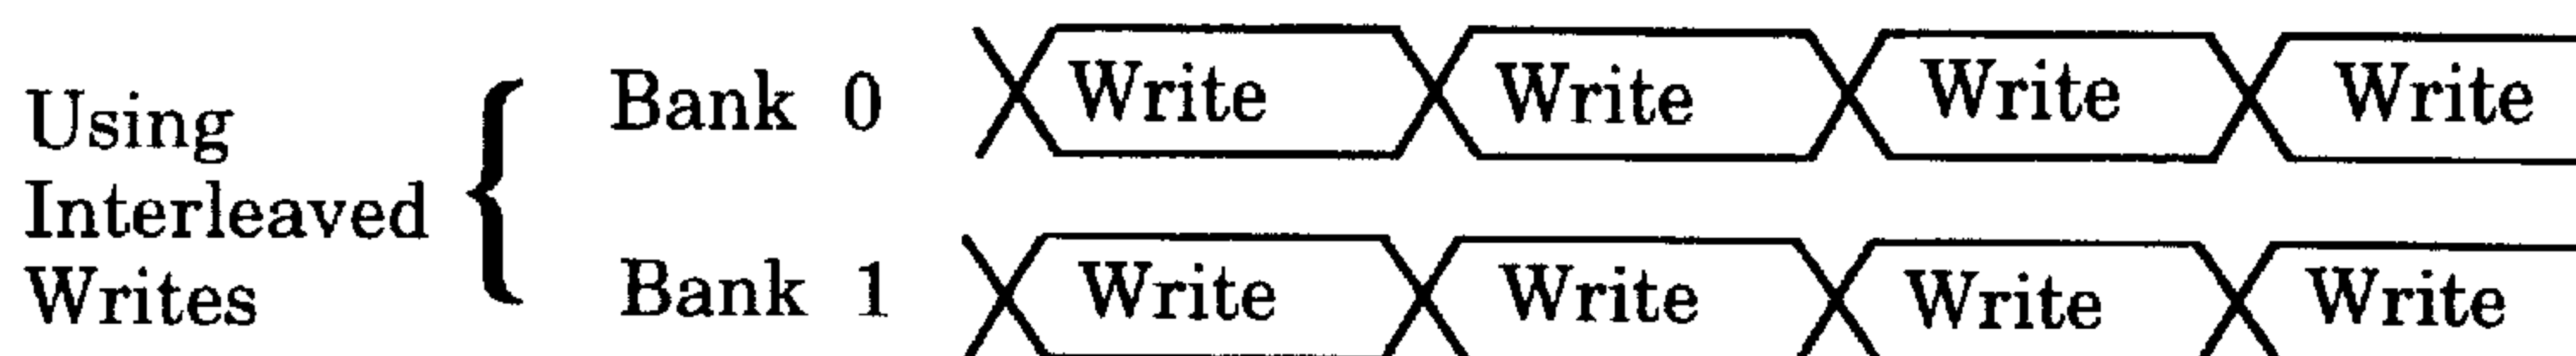 Using
Interleaved
Writes
Bank 0 Write Write Write Write
Bank 1 Write Write Write Write